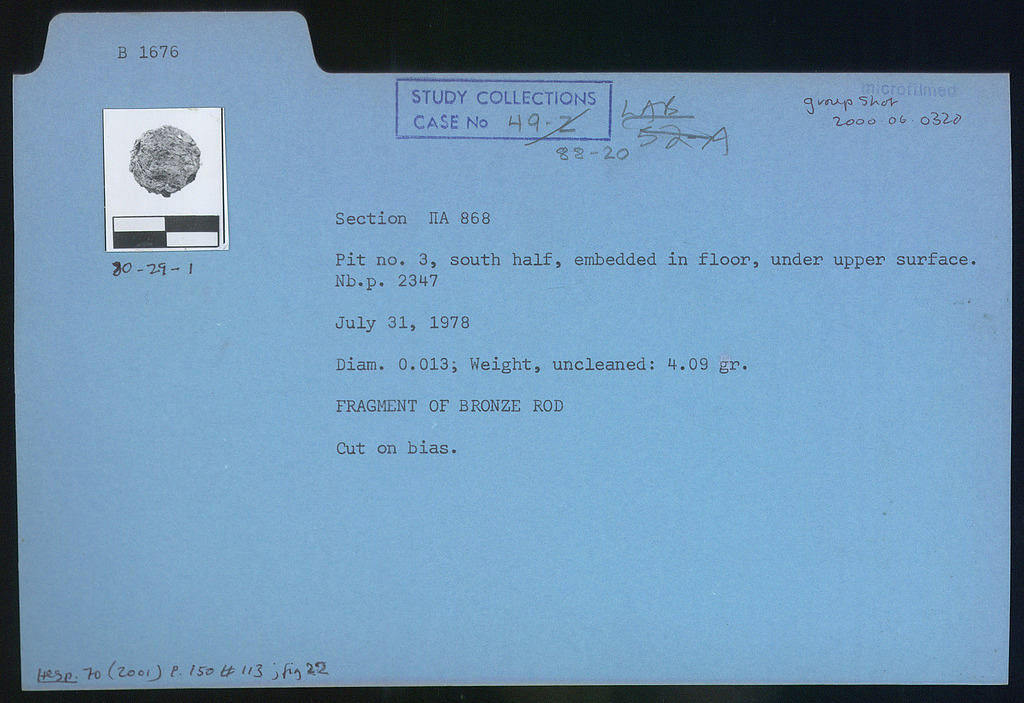 B 1676
microfilmed
STUDY COLLECTIONS
CASE No 49-2
LAB
52-A
88-20
group shot
2000.06.0320
80-29-1
Section ΠΑ 868
Pit no. 3, south half, embedded in floor, under upper surface.
Nb.p. 2347
July 31, 1978
Diam. 0.013; Weight, uncleaned: 4.09 gr.
FRAGMENT OF BRONZE ROD
Cut on bias.
Hesp. 70 (2001) P. 150 # 113; fig 22